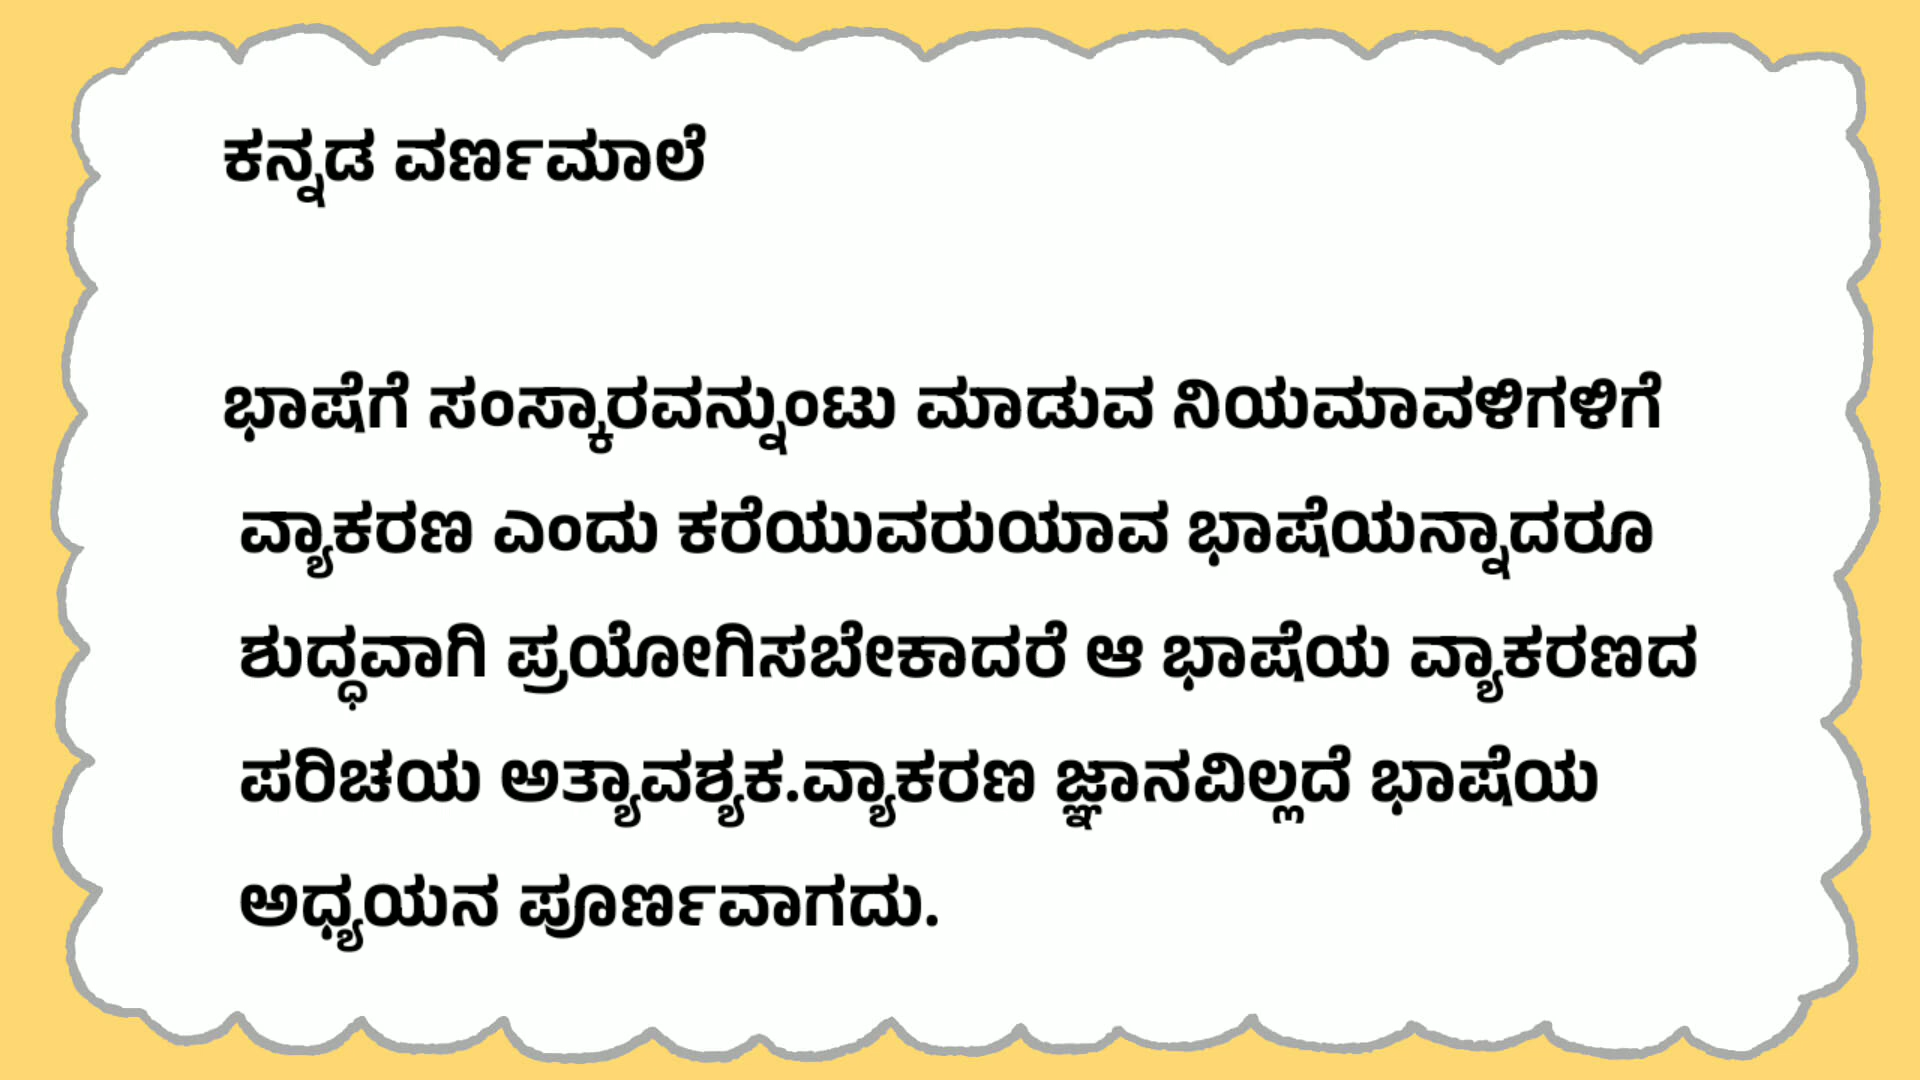 ಕನ್ನಡ ವರ್ಣಮಾಲೆ
ಭಾಷೆಗೆ ಸಂಸ್ಕಾರವನ್ನುಂಟು ಮಾಡುವ ನಿಯಮಾವಳಿಗಳಿಗೆ
ವ್ಯಾಕರಣ ಎಂದು ಕರೆಯುವರುಯಾವ ಭಾಷೆಯನ್ನಾದರೂ
ಶುದ್ಧವಾಗಿ ಪ್ರಯೋಗಿಸಬೇಕಾದರೆ ಆ ಭಾಷೆಯ ವ್ಯಾಕರಣದ
ಪರಿಚಯ ಅತ್ಯಾವಶ್ಯಕ.ವ್ಯಾಕರಣ ಜ್ಞಾನವಿಲ್ಲದೆ ಭಾಷೆಯ
ಅಧ್ಯಯನ ಪೂರ್ಣವಾಗದು.